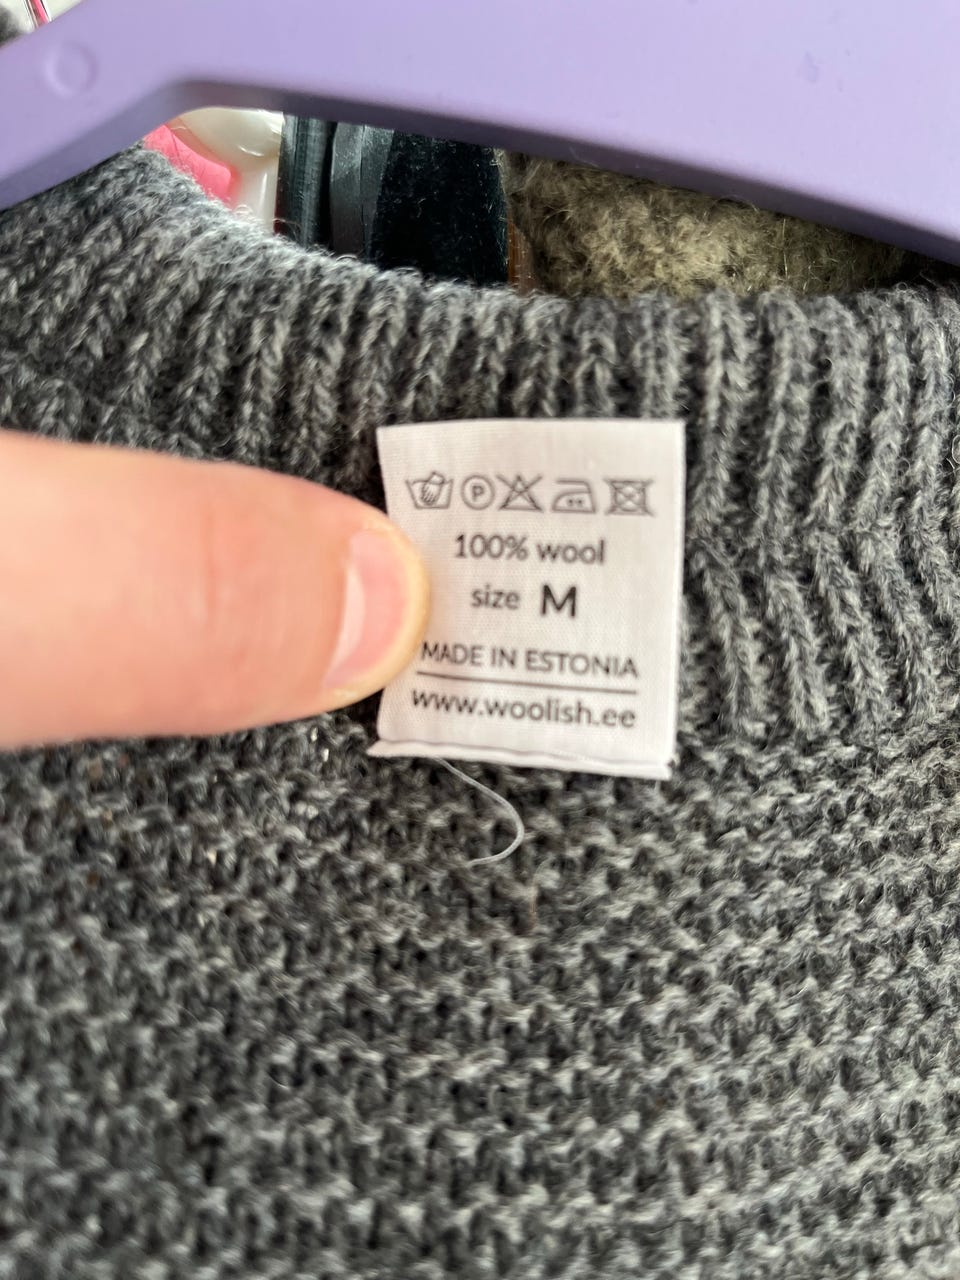 P
100% wool
size M
MADE IN ESTONIA
www.woolish.ee